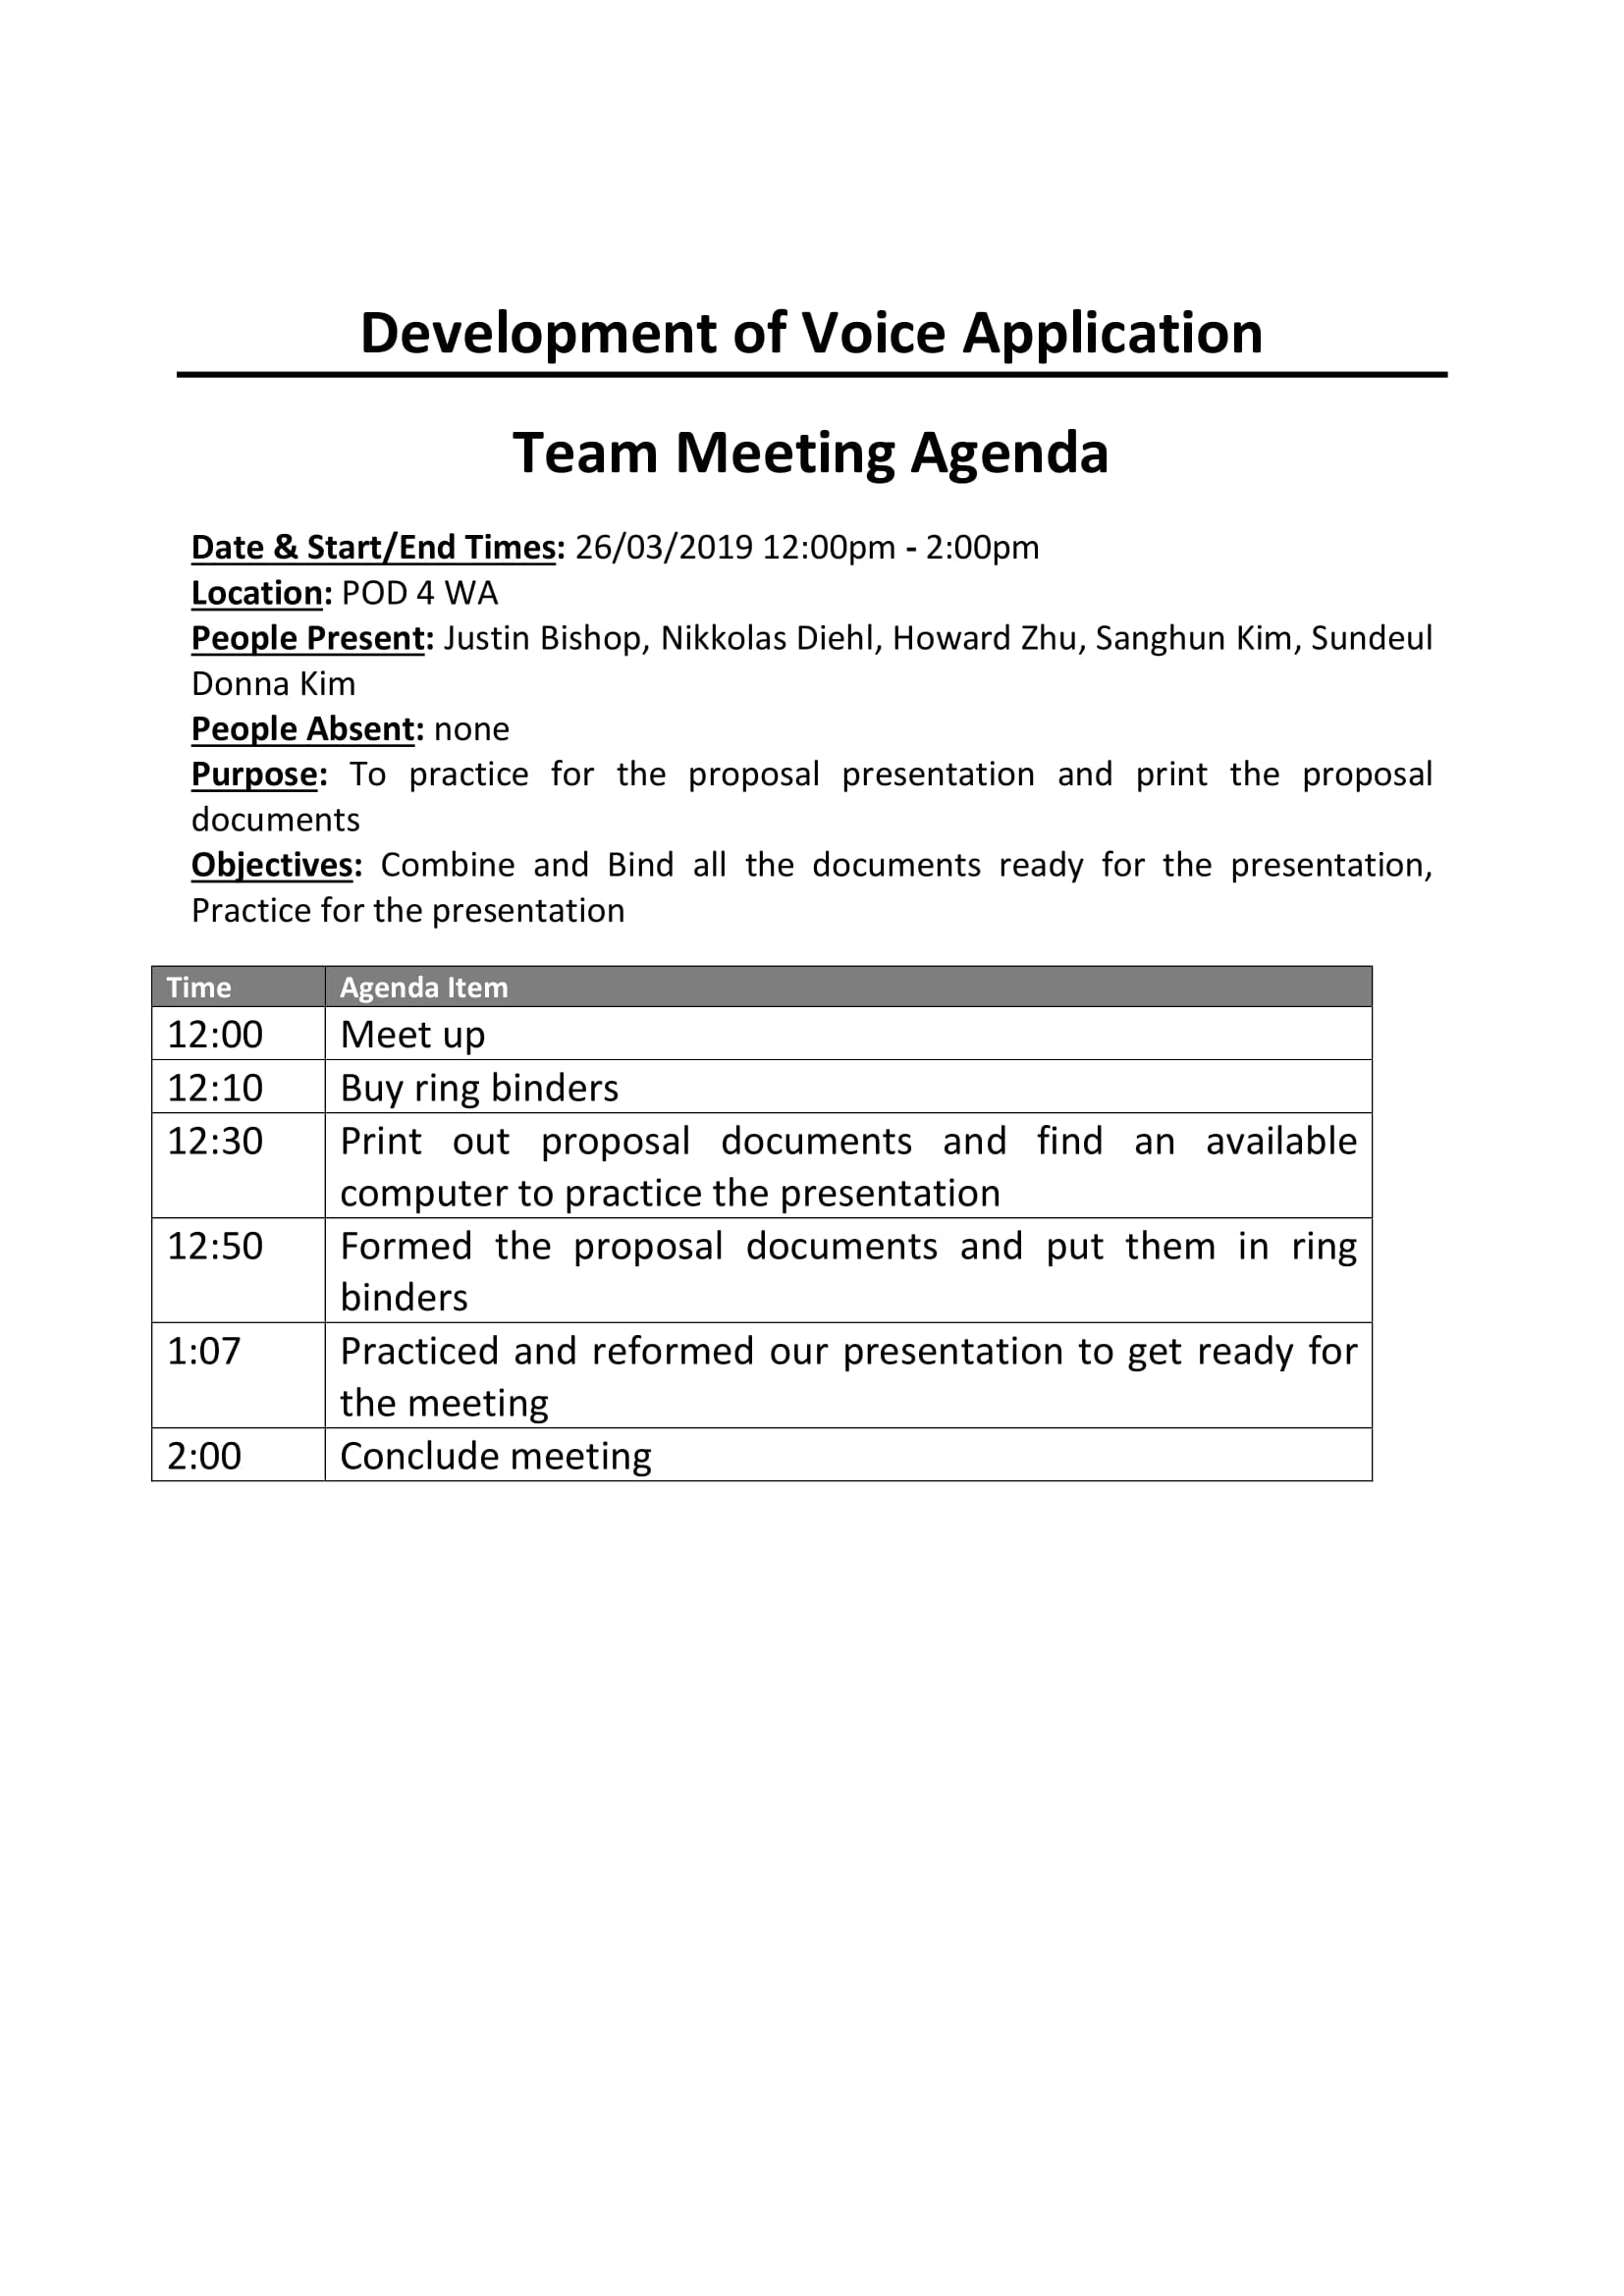 Development of Voice Application
Team Meeting Agenda
Date & Start/End Times: 26/03/2019 12:00pm - 2:00pm
Location: POD 4 WA
People Present: Justin Bishop, Nikkolas Diehl, Howard Zhu, Sanghun Kim, Sundeul
Donna Kim
People Absent: none
Purpose: To practice for the proposal presentation and print the proposal
documents
Objectives: Combine and Bind all the documents ready for the presentation,
Practice for the presentation
Time Agenda Item
12:00 Meet up
12:10 Buy ring binders
12:30 Print out proposal documents and find an available
computer to practice the presentation
12:50 Formed the proposal documents and put them in ring
binders
1:07 Practiced and reformed our presentation to get ready for
the meeting
2:00 Conclude meeting